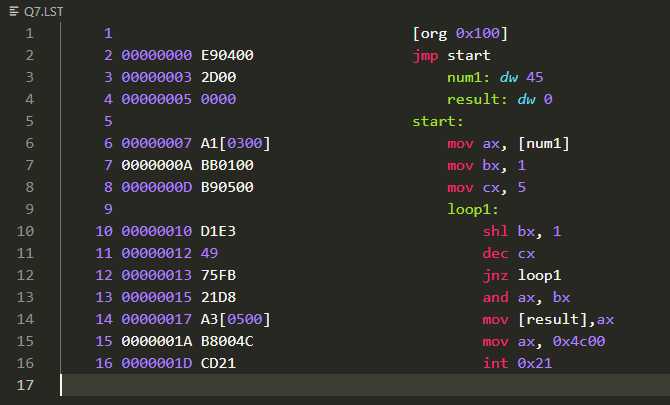 Q7.LST
1 1 [org 0x100]
2 2 00000000 E90400 jmp start
3 3 00000003 2D00 num1: dw 45
4 4 00000005 0000 result: dw 0
5 5 start:
6 6 00000007 A1[0300] mov ax, [num1]
7 7 0000000A BB0100 mov bx, 1
8 8 0000000D B90500 mov cx, 5
9 9 loop1:
10 10 00000010 D1E3 shl bx, 1
11 11 00000012 49 dec cx
12 12 00000013 75FB jnz loop1
13 13 00000015 21D8 and ax, bx
14 14 00000017 A3[0500] mov [result],ax
15 15 0000001A B8004C mov ax, 0x4c00
16 16 0000001D CD21 int 0x21
17